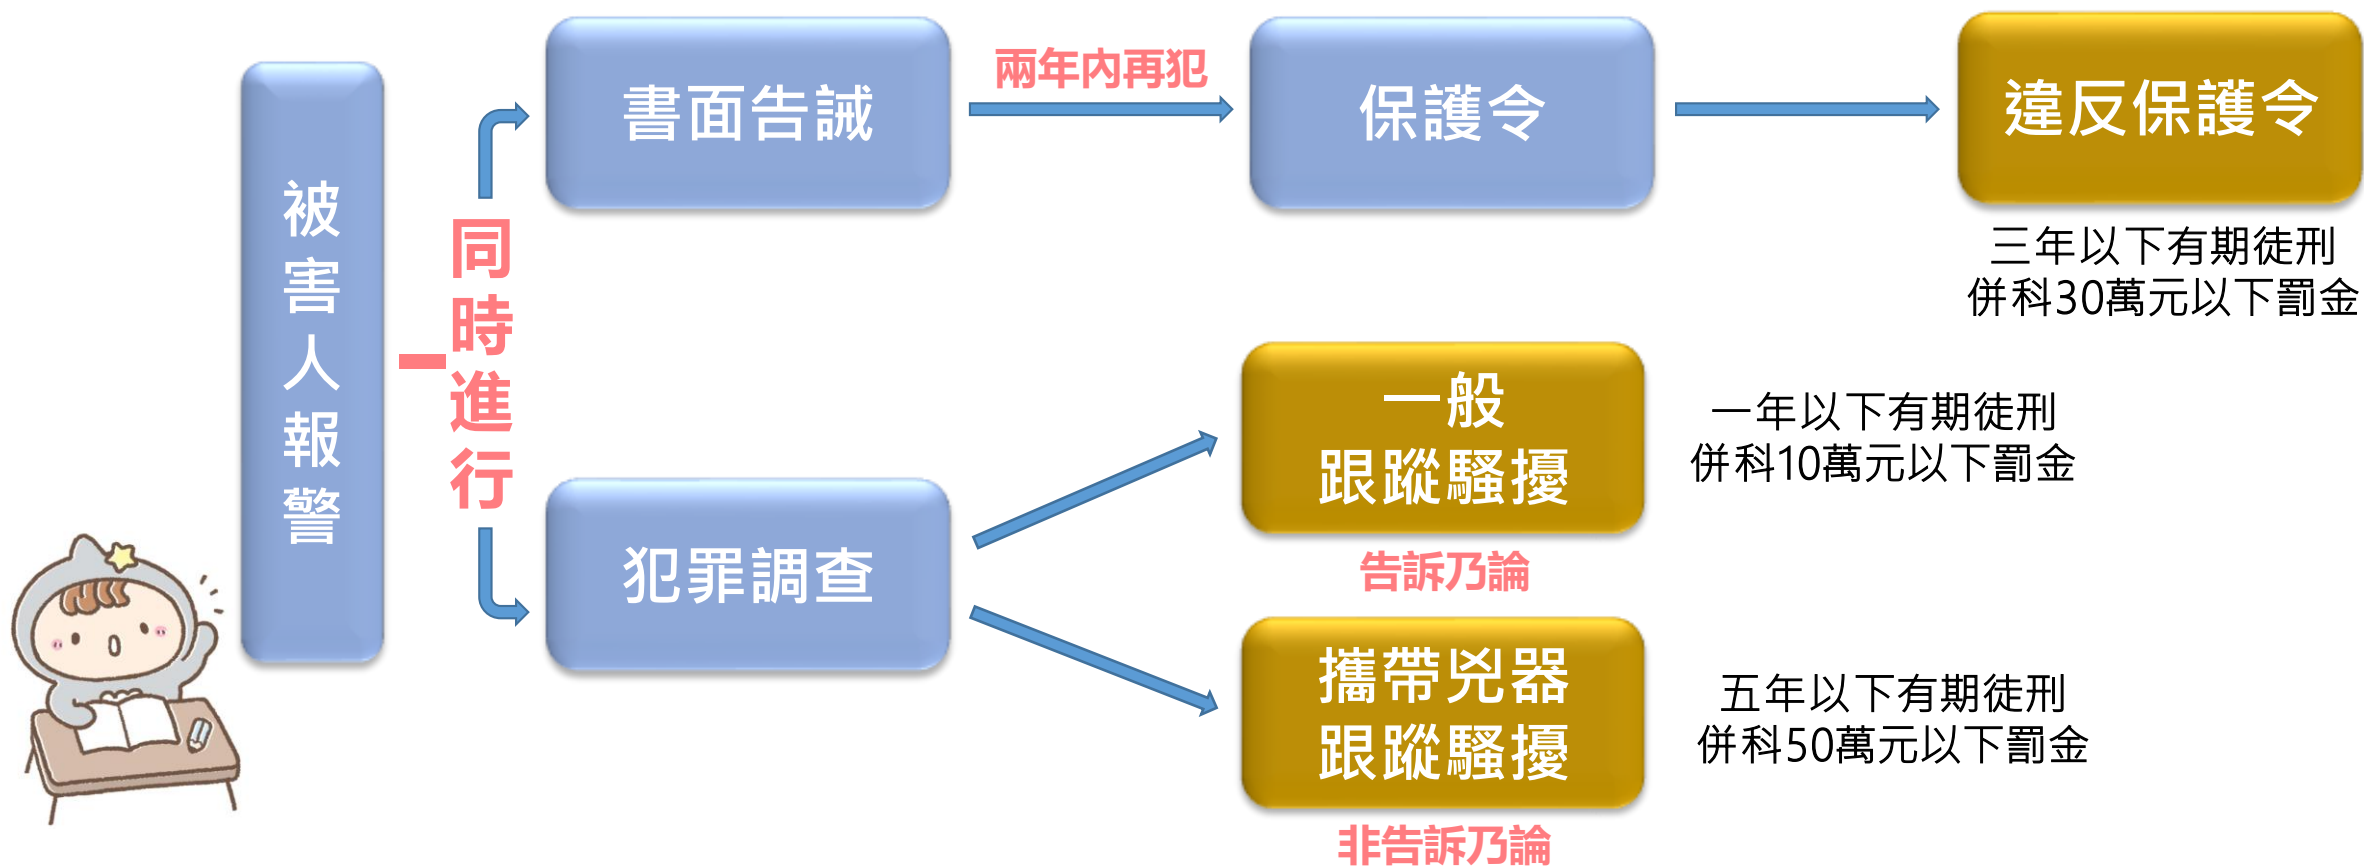 被害人報警
同時進行
書面告誡
兩年內再犯
保護令
違反保護令
三年以下有期徒刑
併科30萬元以下罰金
犯罪調查
一般
跟蹤騷擾
告訴乃論
一年以下有期徒刑
併科10萬元以下罰金
攜帶兇器
跟蹤騷擾
非告訴乃論
五年以下有期徒刑
併科50萬元以下罰金